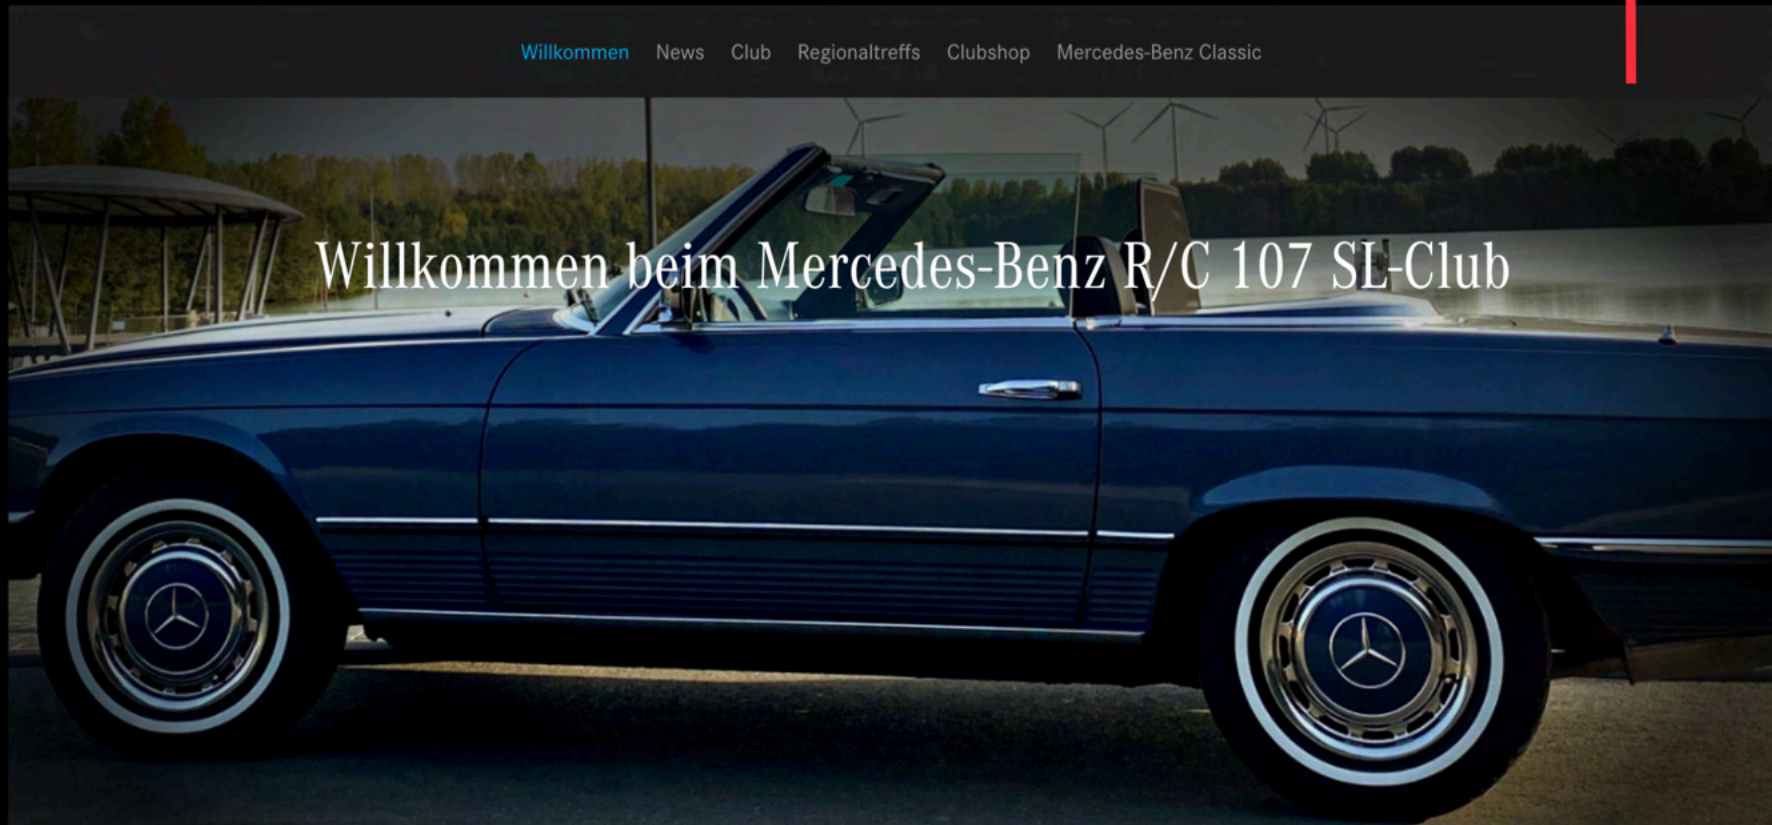 Willkommen News Club Regionaltreffs Clubshop Mercedes-Benz Classic
Willkommen beim Mercedes-Benz R/C 107 SL-Club